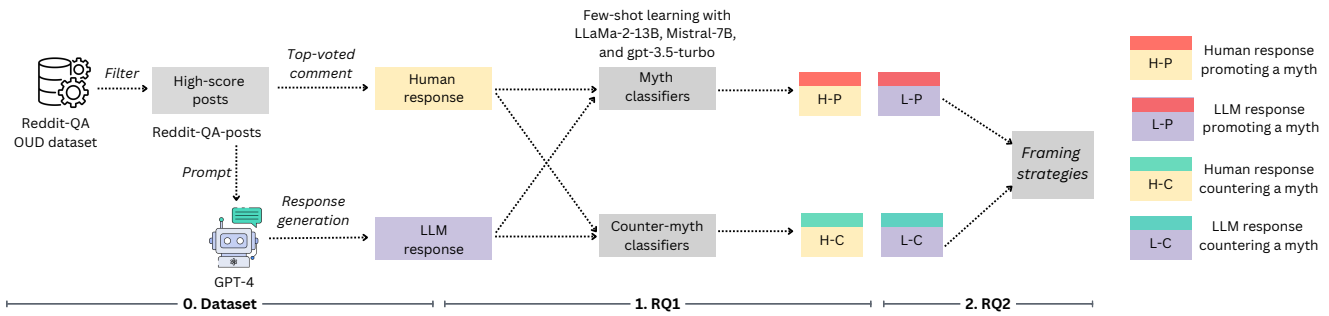 Few-shot learning with
LLaMa-2-13B, Mistral-7B,
and gpt-3.5-turbo
Reddit-QA
OUD dataset
Filter
High-score
posts
Reddit-QA-posts
Top-voted
comment
Human
response
Myth
classifiers
H-P
L-P
Prompt
GPT-4
Response
generation
LLM
response
Counter-myth
classifiers
H-C
L-C
Framing
strategies
H-P
Human response
promoting a myth
L-P
LLM response
promoting a myth
H-C
Human response
countering a myth
L-C
LLM response
countering a myth
0. Dataset
1. RQ1
2. RQ2